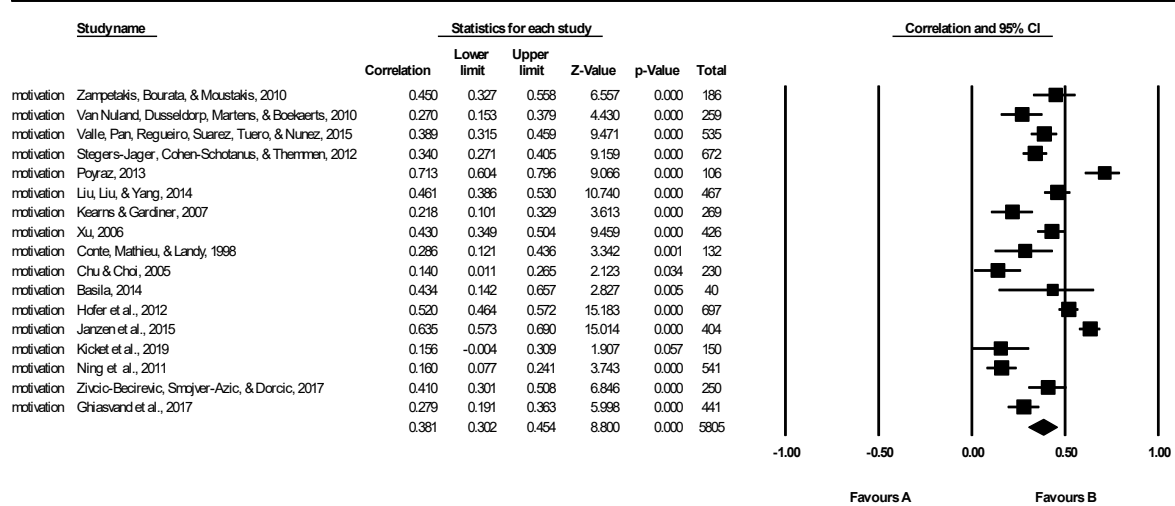 Study name Statistics for each study Correlation and 95% CI
Lower Upper
Correlation limit limit Z-Value p-Value Total
motivation Zampetakis, Bourata, & Moustakis, 2010 0.450 0.327 0.558 6.557 0.000 186
motivation Van Nuland, Dusseldorp, Martens, & Boekaerts, 2010 0.270 0.153 0.379 4.430 0.000 259
motivation Valle, Pan, Regueiro, Suarez, Tuero, & Nunez, 2015 0.389 0.315 0.459 9.471 0.000 535
motivation Stegers-Jager, Cohen-Schotanus, & Themmen, 2012 0.340 0.271 0.405 9.159 0.000 672
motivation Poyraz, 2013 0.713 0.604 0.796 9.066 0.000 106
motivation Liu, Liu, & Yang, 2014 0.461 0.386 0.530 10.740 0.000 467
motivation Kearns & Gardiner, 2007 0.218 0.101 0.329 3.613 0.000 269
motivation Xu, 2006 0.430 0.349 0.504 9.459 0.000 426
motivation Conte, Mathieu, & Landy, 1998 0.286 0.121 0.436 3.342 0.001 132
motivation Chu & Choi, 2005 0.140 0.011 0.265 2.123 0.034 230
motivation Basila, 2014 0.434 0.142 0.657 2.827 0.005 40
motivation Hofer et al., 2012 0.520 0.464 0.572 15.183 0.000 697
motivation Janzen et al., 2015 0.635 0.573 0.690 15.014 0.000 404
motivation Kicket et al., 2019 0.156 -0.004 0.309 1.907 0.057 150
motivation Ning et al., 2011 0.160 0.077 0.241 3.743 0.000 541
motivation Zivcic-Becirevic, Smojver-Azic, & Dorcic, 2017 0.410 0.301 0.508 6.846 0.000 250
motivation Ghiasvand et al., 2017 0.279 0.191 0.363 5.998 0.000 441
0.381 0.302 0.454 8.800 0.000 5805
-1.00 -0.50 0.00 0.50 1.00
Favours A Favours B